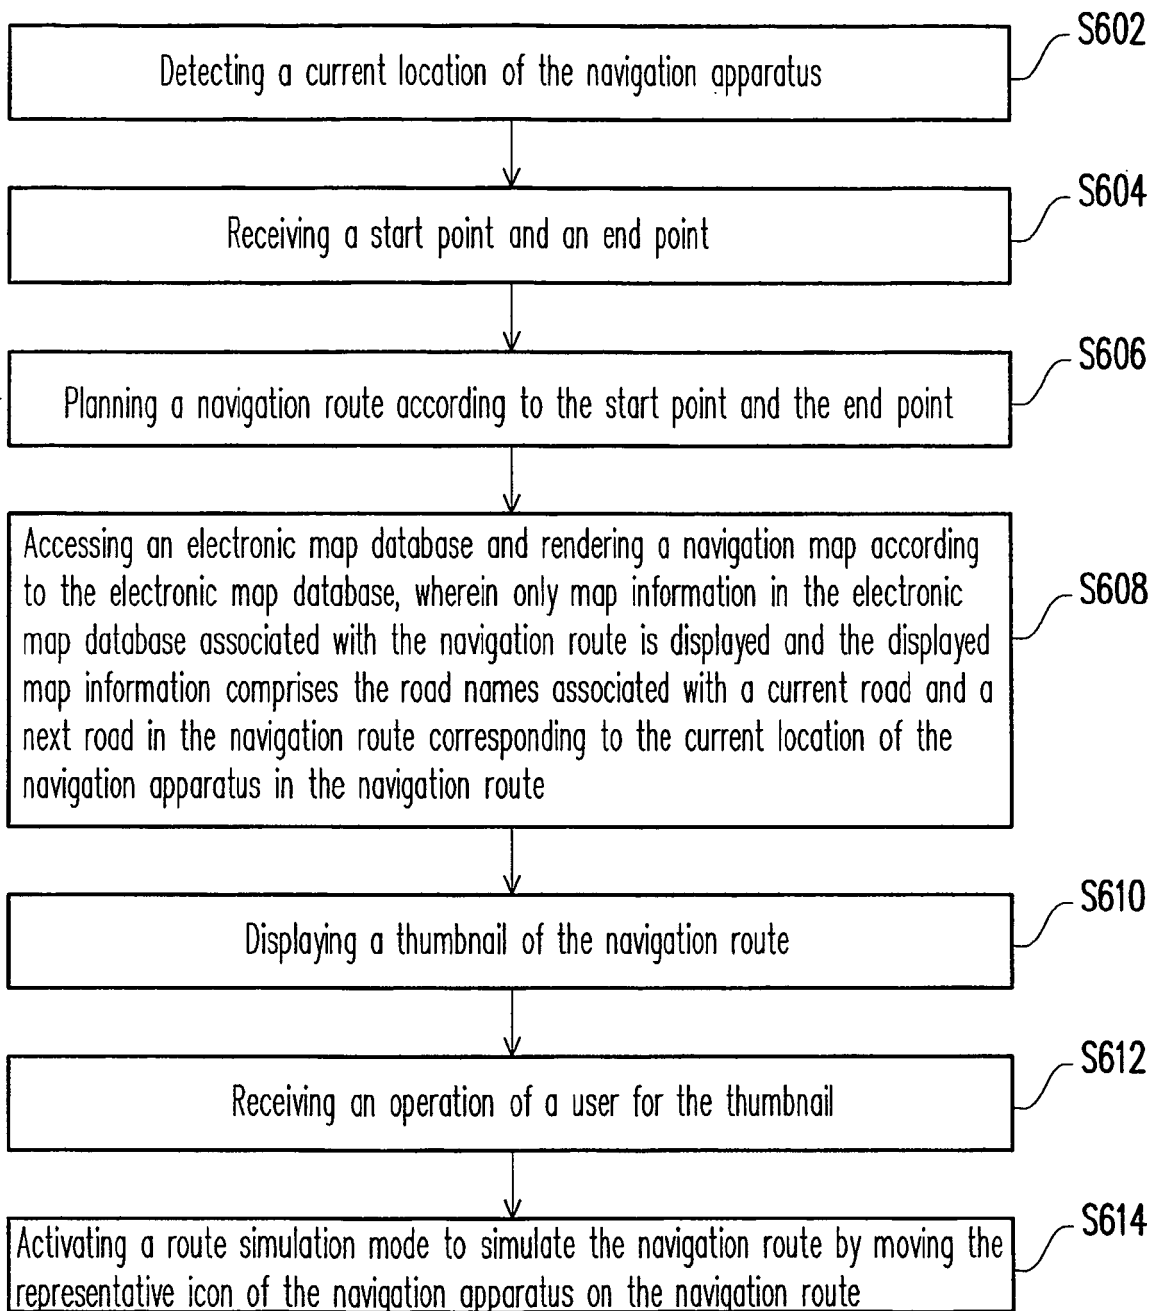 S602
Detecting a current location of the navigation apparatus
S604
Receiving a start point and an end point
S606
Planning a navigation route according to the start point and the end point
S608
Accessing an electronic map database and rendering a navigation map according
to the electronic map database, wherein only map information in the electronic
map database associated with the navigation route is displayed and the displayed
map information comprises the road names associated with a current road and a
next road in the navigation route corresponding to the current location of the
navigation apparatus in the navigation route
S610
Displaying a thumbnail of the navigation route
S612
Receiving an operation of a user for the thumbnail
S614
Activating a route simulation mode to simulate the navigation route by moving the
representative icon of the navigation apparatus on the navigation route